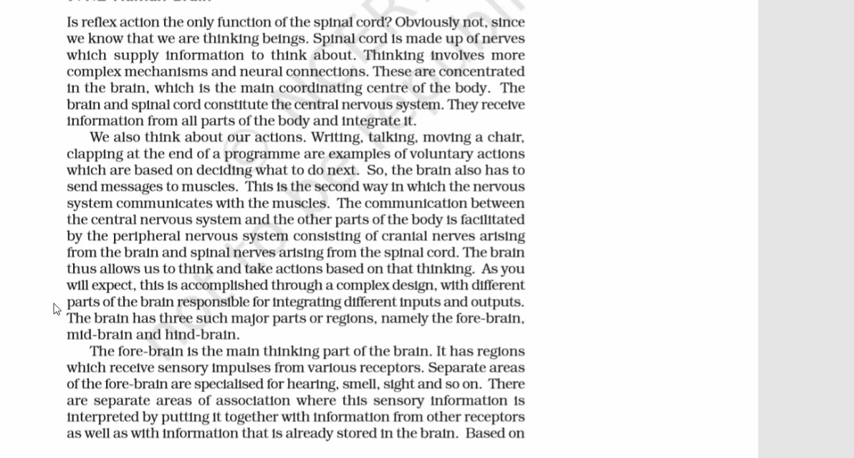 Is reflex action the only function of the spinal cord? Obviously not, since
we know that we are thinking beings. Spinal cord is made up of nerves
which supply information to think about. Thinking involves more
complex mechanisms and neural connections. These are concentrated
in the brain, which is the main coordinating centre of the body. The
brain and spinal cord constitute the central nervous system. They receive
information from all parts of the body and integrate it.
We also think about our actions. Writing, talking, moving a chair,
clapping at the end of a programme are examples of voluntary actions
which are based on deciding what to do next. So, the brain also has to
send messages to muscles. This is the second way in which the nervous
system communicates with the muscles. The communication between
the central nervous system and the other parts of the body is facilitated
by the peripheral nervous system consisting of cranial nerves arising
from the brain and spinal nerves arising from the spinal cord. The brain
thus allows us to think and take actions based on that thinking. As you
will expect, this is accomplished through a complex design, with different
parts of the brain responsible for integrating different inputs and outputs.
The brain has three such major parts or regions, namely the fore-brain,
mid-brain and hind-brain.
The fore-brain is the main thinking part of the brain. It has regions
which receive sensory impulses from various receptors. Separate areas
of the fore-brain are specialised for hearing, smell, sight and so on. There
are separate areas of association where this sensory information is
interpreted by putting it together with information from other receptors
as well as with information that is already stored in the brain. Based on